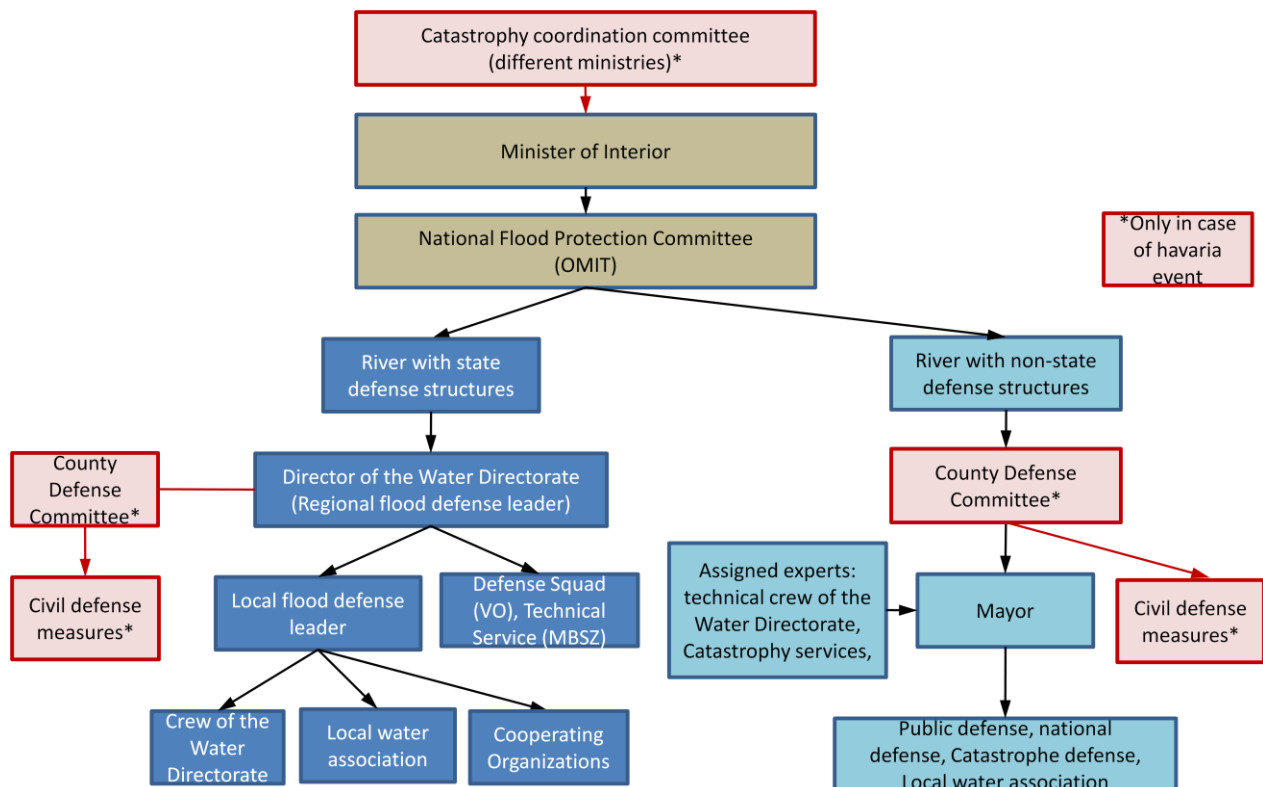 Catastrophy coordination committee
(different ministries)*
Minister of Interior
National Flood Protection Committee
(OMIT)
*Only in case
of havaria
event
River with state
defense structures
River with non-state
defense structures
County
Defense
Committee*
Director of the Water Directorate
(Regional flood defense leader)
County Defense
Committee*
Civil defense
measures*
Local flood defense
leader
Defense Squad
(VO), Technical
Service (MBSZ)
Assigned experts:
technical crew of the
Water Directorate,
Catastrophy services,
Mayor
Civil defense
measures*
Crew of the
Water
Directorate
Local water
association
Cooperating
Organizations
Public defense, national
defense, Catastrophe defense,
Local water association